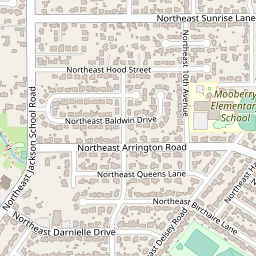 Northeast Sunrise Lane
Northeast Hood Street
Northeast 10th Avenue
Mooberry
Elementary
School
Northeast Jackson School Road
Northeast Baldwin Drive
Northeast Arrington Road
Northeast Queens Lane
Northeast Birchaire Lane
Northeast Darnielle Drive
Northeast Delsey Road
Northeast